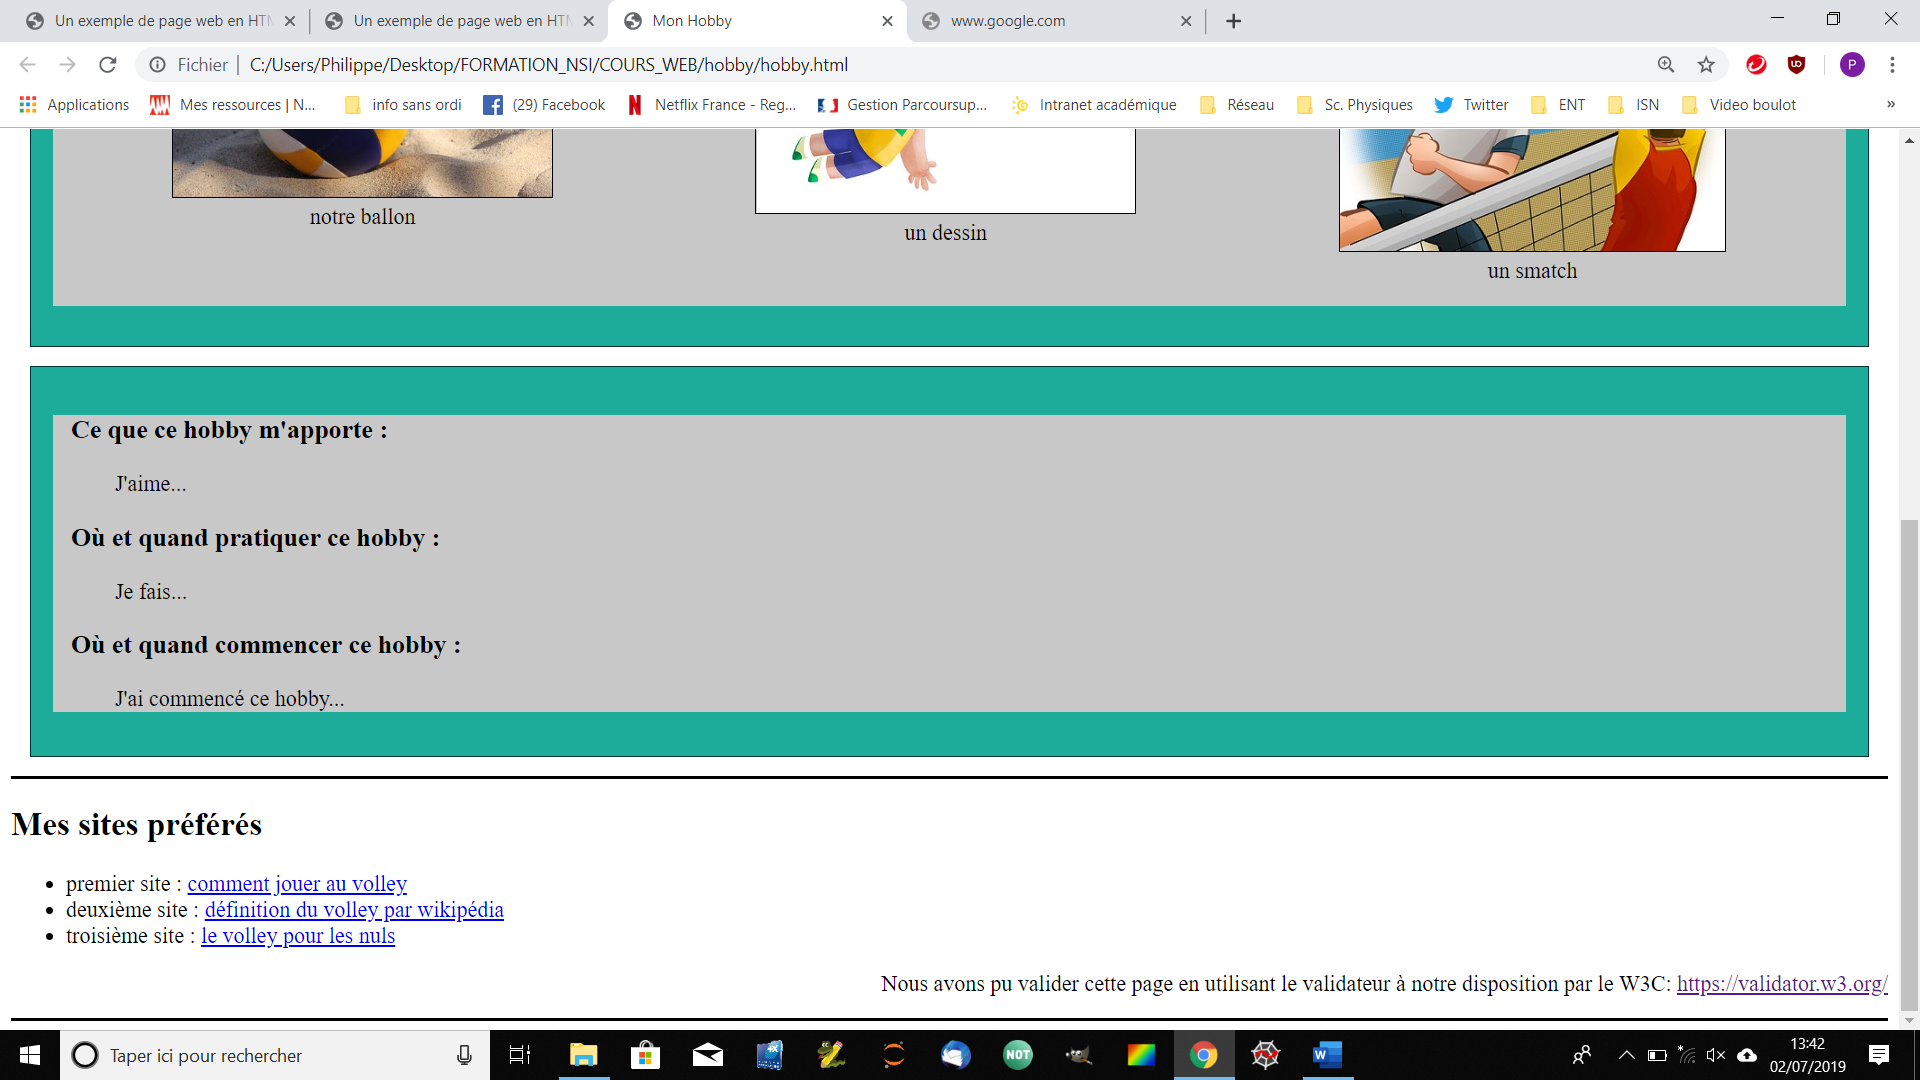 Un exemple de page web en HTM
Un exemple de page web en HTM
Mon Hobby
www.google.com
Fichier
C:/Users/Philippe/Desktop/FORMATION_NSI/COURS_WEB/hobby/hobby.html
P
Applications
Mes ressources | N...
info sans ordi
(29) Facebook
Netflix France - Reg...
Gestion Parcoursup...
Intranet académique
Réseau
Sc. Physiques
Twitter
ENT
ISN
Video boulot
»
notre ballon
un dessin
un smatch
Ce que ce hobby m'apporte :
J'aime...
Où et quand pratiquer ce hobby :
Je fais...
Où et quand commencer ce hobby :
J'ai commencé ce hobby...
Mes sites préférés
premier site : comment jouer au volley
deuxième site : définition du volley par wikipédia
troisième site : le volley pour les nuls
Nous avons pu valider cette page en utilisant le validateur à notre disposition par le W3C: https://validator.w3.org/
Taper ici pour rechercher
NOT
13:42
02/07/2019